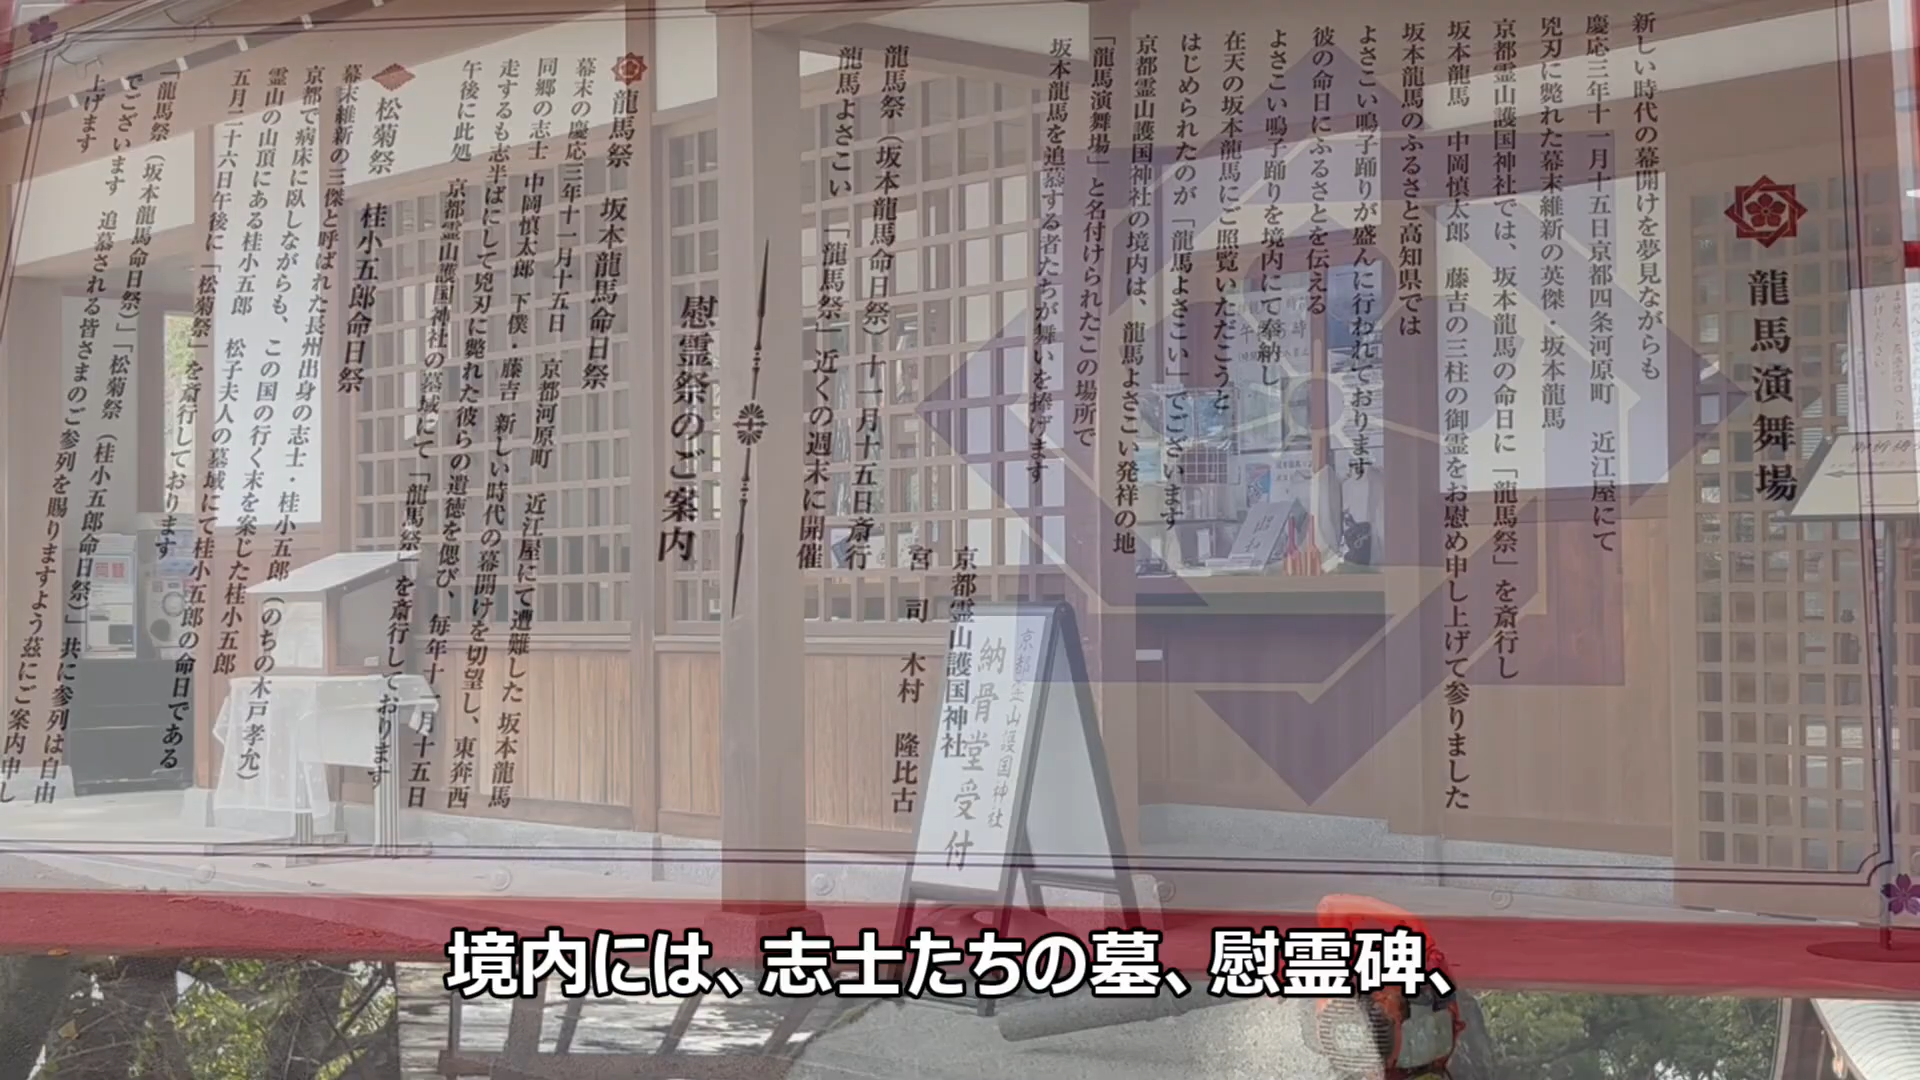 龍馬演舞場
新しい時代の幕開けを夢見ながらも
慶応三年十一月十五日京都四条河原町 近江屋にて
兇刃に斃れた幕末維新の英傑・坂本龍馬
京都霊山護国神社では、坂本龍馬の命日に「龍馬祭」を斎行し
坂本龍馬 中岡慎太郎 藤吉の三柱の御霊をお慰め申し上げて参りました
坂本龍馬のふるさと高知県では
よさこい鳴子踊りが盛んに行われております
彼の命日にふるさとを伝える
よさこい鳴子踊りを境内にて奉納し
在天の坂本龍馬にご照覧いただこうと
はじめられたのが「龍馬よさこい」でございます
京都霊山護国神社の境内は、龍馬よさこい発祥の地
「龍馬演舞場」と名付けられたこの場所で
坂本龍馬を追慕する者たちが舞いを捧げます
京都霊山護国神社
宮司 木村 隆比古
龍馬祭(坂本龍馬命日祭)十一月十五日斎行
龍馬よさこい 「龍馬祭」近くの週末に開催
慰霊祭のご案内
龍馬祭 坂本龍馬命日祭
幕末の慶応三年十一月十五日 京都河原町 近江屋にて遭難した 坂本龍馬
同郷の志士 中岡慎太郎 下僕・藤吉 新しい時代の幕開けを切望し、東奔西
走するも志半ばにして兇刃に斃れた彼らの遺徳を偲び、毎年十一月十五日
午後に此処 京都霊山護国神社の墓域にて「龍馬祭」を斎行しております
松菊祭 桂小五郎命日祭
幕末維新の三傑と呼ばれた長州出身の志士・桂小五郎(のちの木戸孝允)
京都で病床に臥しながらも、この国の行く末を案じた桂小五郎
霊山の山頂にある桂小五郎 松子夫人の墓域にて桂小五郎の命日である
五月二十六日午後に「松菊祭」を斎行しております
「龍馬祭(坂本龍馬命日祭)」「松菊祭(桂小五郎命日祭)」共に参列は自由
でございます 追慕される皆さまのご参列を賜りますよう茲にご案内申し
上げます
京都霊山護国神社
納骨堂受付
境内には、志士たちの墓、慰霊碑、